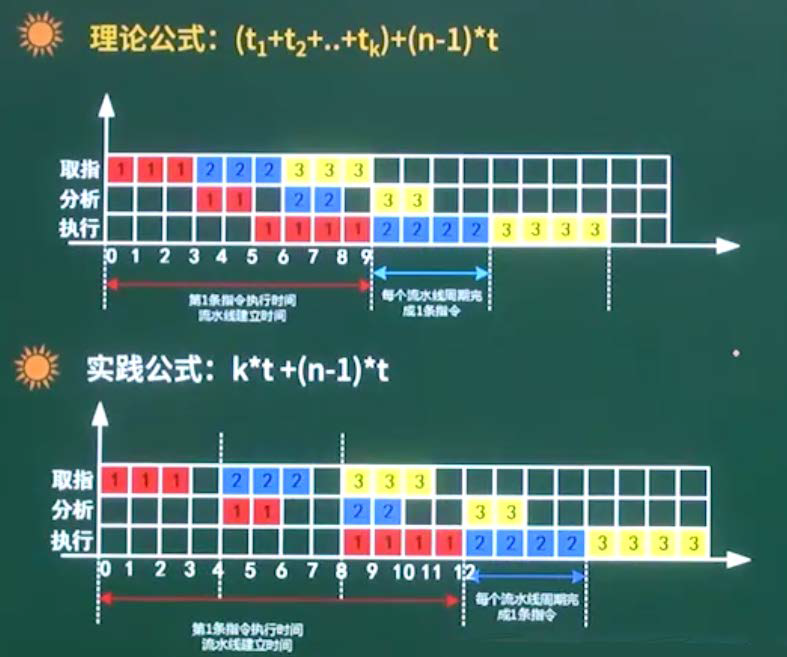 理论公式：(t₁+t₂+..+tₖ)+(n-1)*t
取指 1 1 1 2 2 2 3 3 3
分析 1 1 2 2 3 3
执行 1 1 1 1 2 2 2 2 3 3 3 3
0 1 2 3 4 5 6 7 8 9
第1条指令执行时间
流水线建立时间
每个流水线周期完
成1条指令
实践公式：k*t +(n-1)*t
取指 1 1 1 2 2 2 3 3 3
分析 1 1 2 2 3 3
执行 1 1 1 1 2 2 2 2 3 3 3 3
0 1 2 3 4 5 6 7 8 9 10 11 12
第1条指令执行时间
流水线建立时间
每个流水线周期完
成1条指令